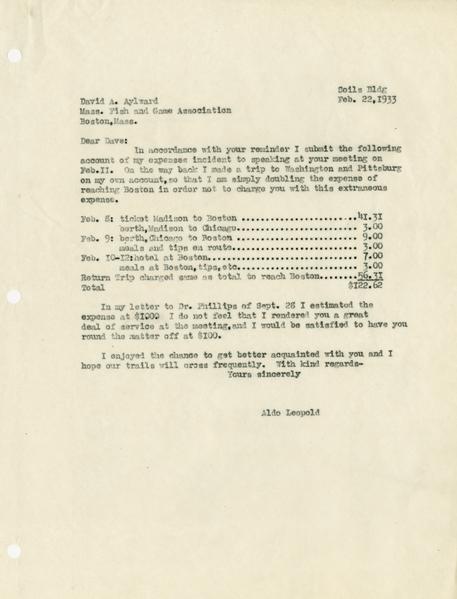 Soils Bldg
Feb. 22,1933
David A. Aylward
Mass. Fish and Game Association
Boston,Mass.
Dear Dave:
In accordance with your reminder I submit the following
account of my expenses incident to speaking at your meeting on
Feb.11. On the way back I made a trip to Washington and Pittsburg
on my own account,so that I am simply doubling the expense of
reaching Boston in order not to charge you with this extraneous
expense.
Feb. 8: ticket Madison to Boston .................... 41.31
berth,Madison to Chicago..................... 3.00
Feb. 9: berth,Chicago to Boston ..................... 9.00
meals and tips en route...................... 3.00
Feb. 10-12:hotel at Boston........................... 7.00
meals at Boston,tips,etc..................... 3.00
Return Trip charged same as total to reach Boston.....56.31
Total $122.62
In my letter to Dr. Phillips of Sept. 26 I estimated the
expense at $100. I do not feel that I rendered you a great
deal of service at the meeting,and I would be satisfied to have you
round the matter off at $100.
I enjoyed the chance to get better acquainted with you and I
hope our trails will cross frequently. With kind regards-
Yours sincerely
Aldo Leopold